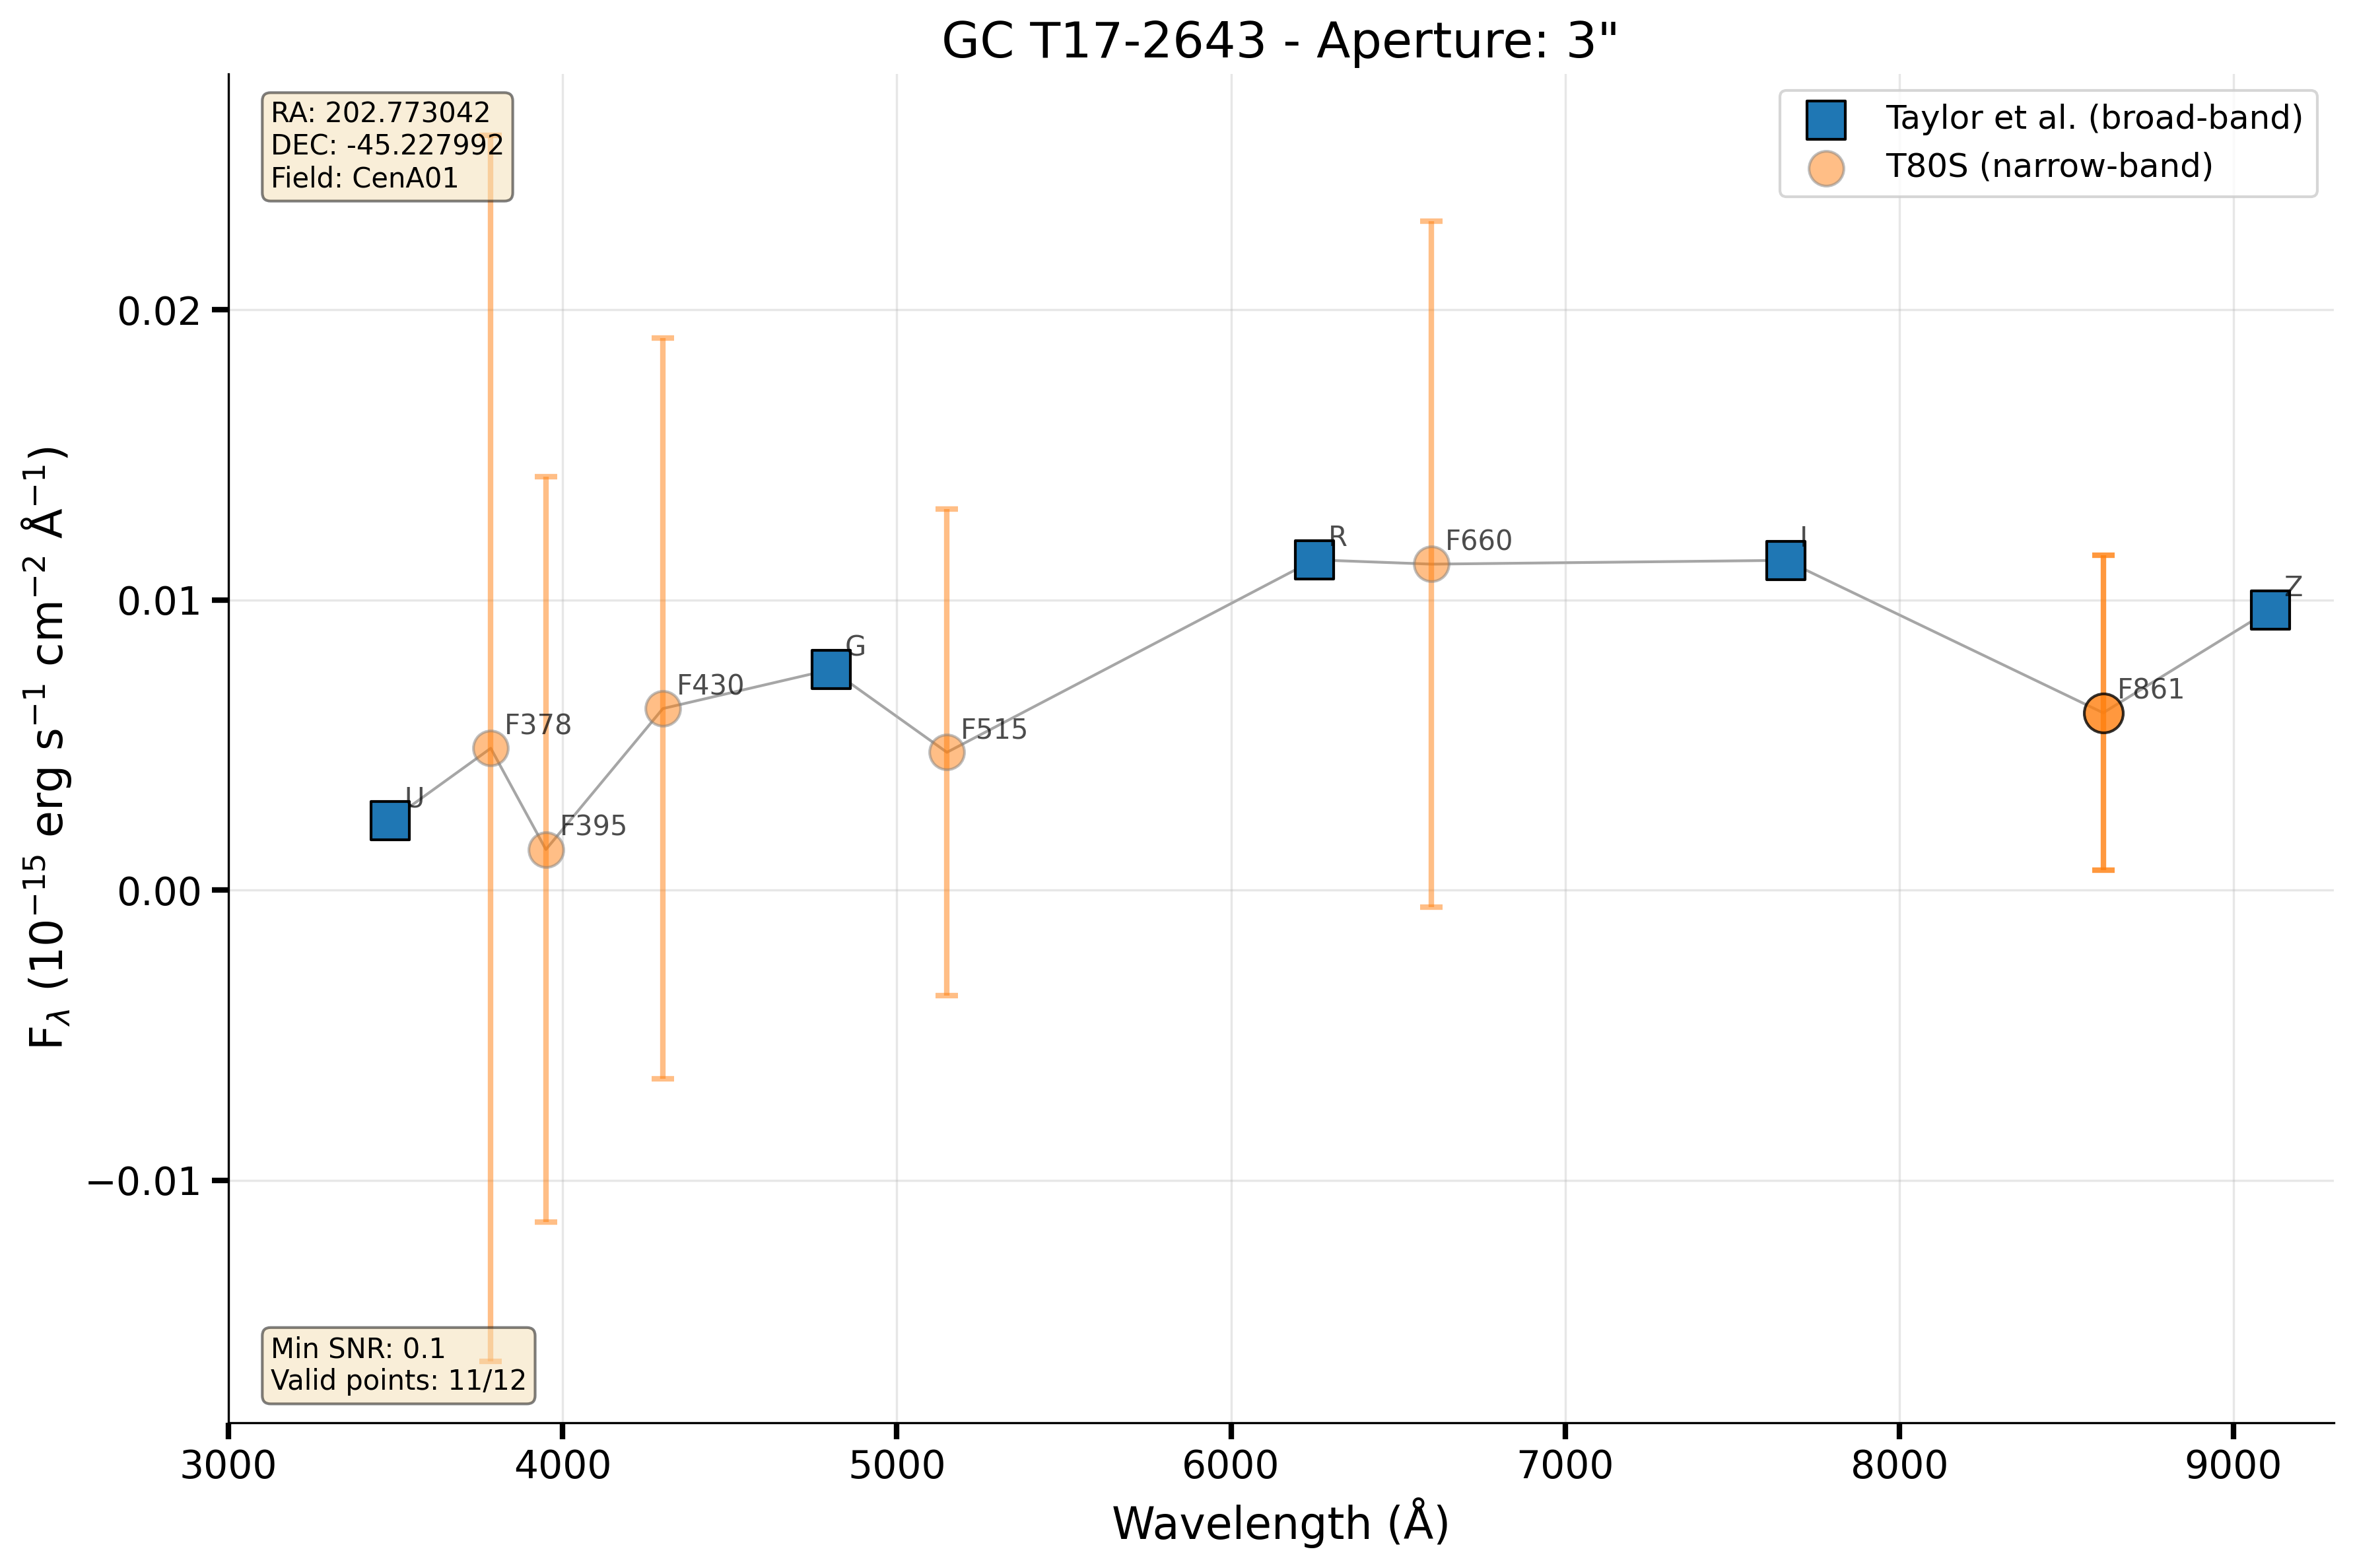 GC T17-2643 - Aperture: 3"
RA: 202.773042
DEC: -45.227992
Field: CenA01
Taylor et al. (broad-band)
T80S (narrow-band)
F_λ (10⁻¹⁵ erg s⁻¹ cm⁻² Å⁻¹)
0.02
0.01
0.00
−0.01
U
F378
F395
F430
G
F515
R
F660
I
F861
Z
Min SNR: 0.1
Valid points: 11/12
3000 4000 5000 6000 7000 8000 9000
Wavelength (Å)